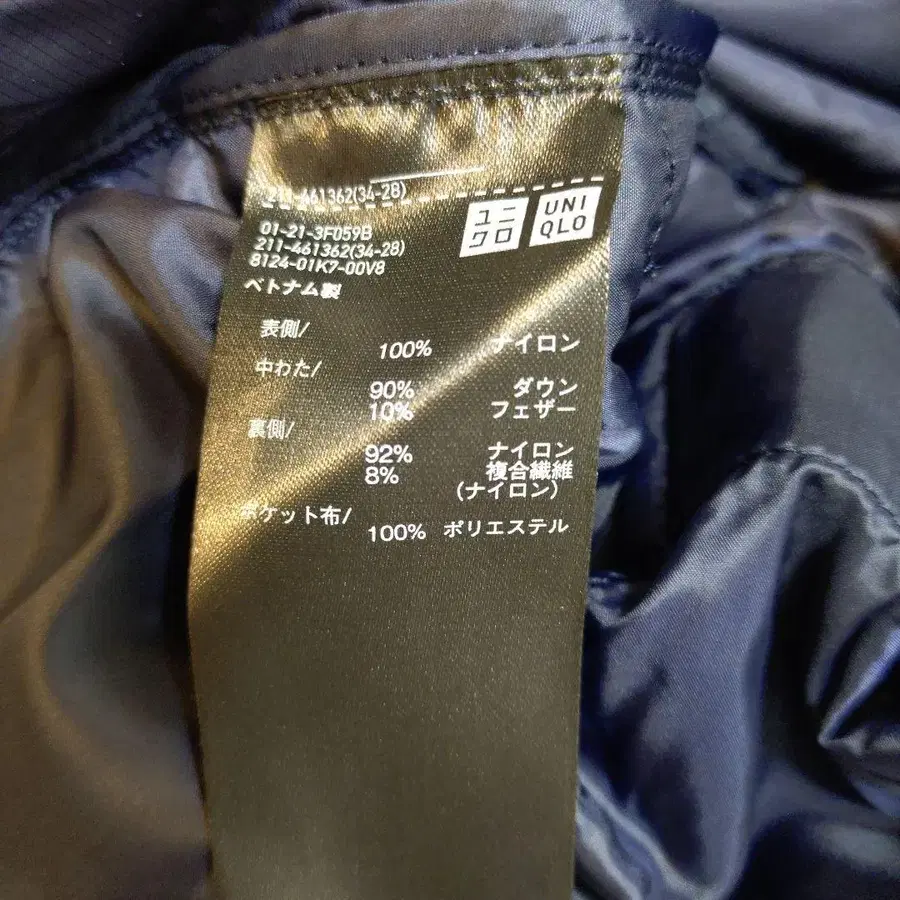 211-461362(34-28)
ユニ
クロ
UNI
QLO
01-21-3F059B
211-461362(34-28)
8124-01K7-00V8
ベトナム製
表側/
100% ナイロン
中わた/
90% ダウン
10% フェザー
裏側/
92% ナイロン
8% 複合繊維
(ナイロン)
ポケット布/
100% ポリエステル